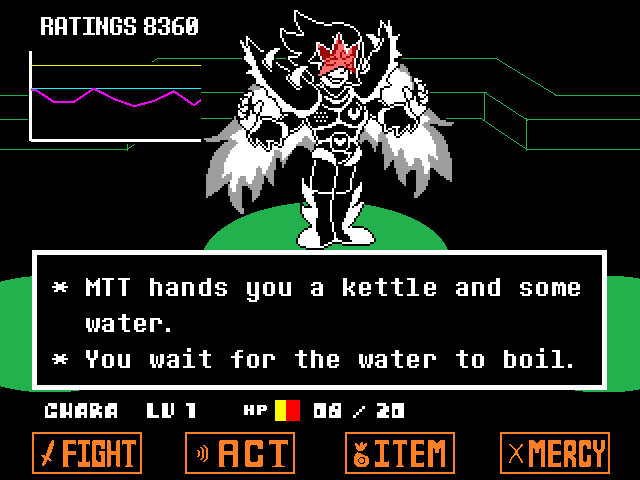 RATINGS 8360
* MTT hands you a kettle and some
water.
* You wait for the water to boil.
CHARA LV 1 HP 08 / 20
FIGHT ACT ITEM MERCY